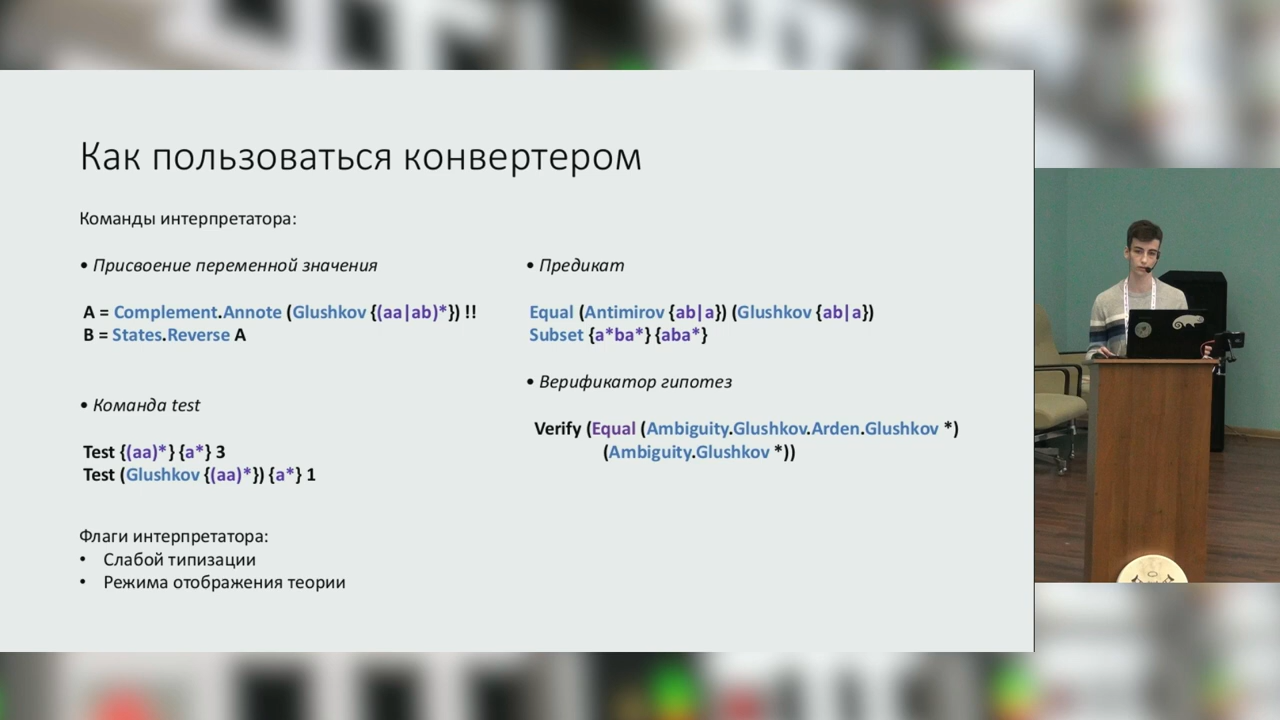 Как пользоваться конвертером
Команды интерпретатора:
• Присвоение переменной значения
A = Complement.Annote (Glushkov {(aa|ab)*}) !!
B = States.Reverse A
• Команда test
Test {(aa)*} {a*} 3
Test (Glushkov {(aa)*}) {a*} 1
Флаги интерпретатора:
• Слабой типизации
• Режима отображения теории
• Предикат
Equal (Antimirov {ab|a}) (Glushkov {ab|a})
Subset {a*ba*} {aba*}
• Верификатор гипотез
Verify (Equal (Ambiguity.Glushkov.Arden.Glushkov *)
(Ambiguity.Glushkov *))